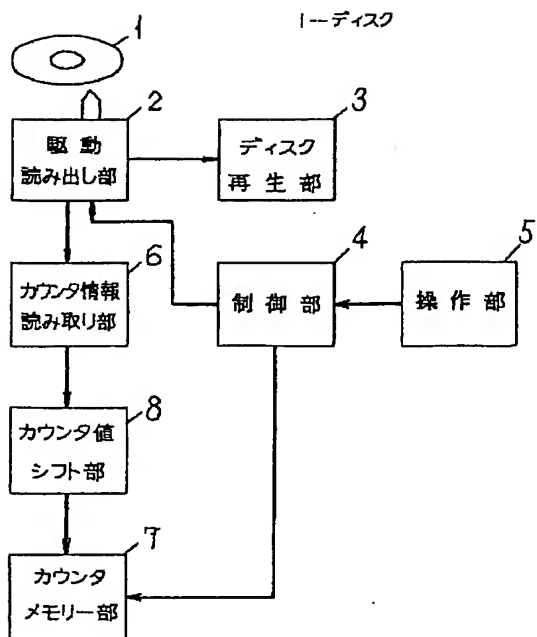 1
1--ディスク
2
駆動
読み出し部
3
ディスク
再生部
6
カウンタ情報
読み取り部
4
制御部
5
操作部
8
カウンタ値
シフト部
7
カウンタ
メモリー部